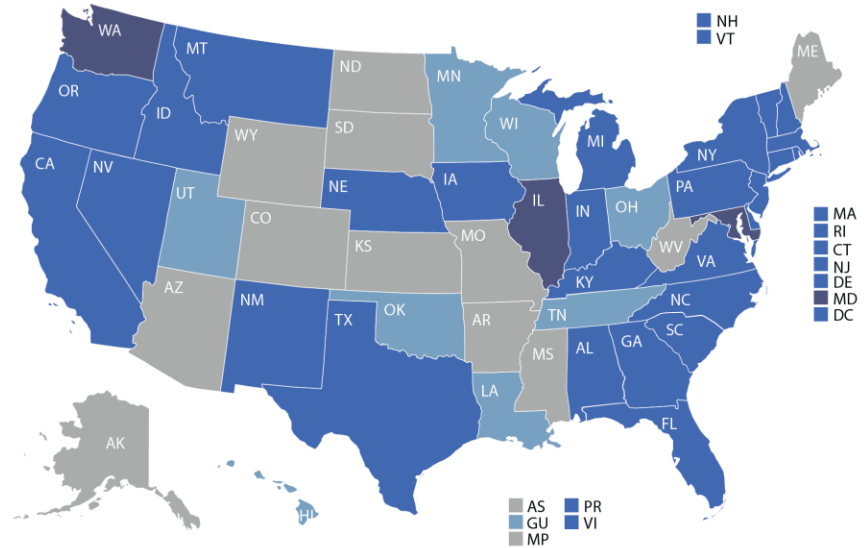 NH
VT
WA
MT
ND
MN
ME
OR
ID
WY
SD
WI
MI
NY
CA
NV
UT
CO
NE
IA
IL
IN
OH
PA
MA
RI
CT
NJ
DE
MD
DC
KS
MO
WV
VA
KY
AZ
NM
OK
AR
TN
NC
TX
MS
AL
GA
SC
LA
FL
AK
HI
AS
PR
GU
VI
MP